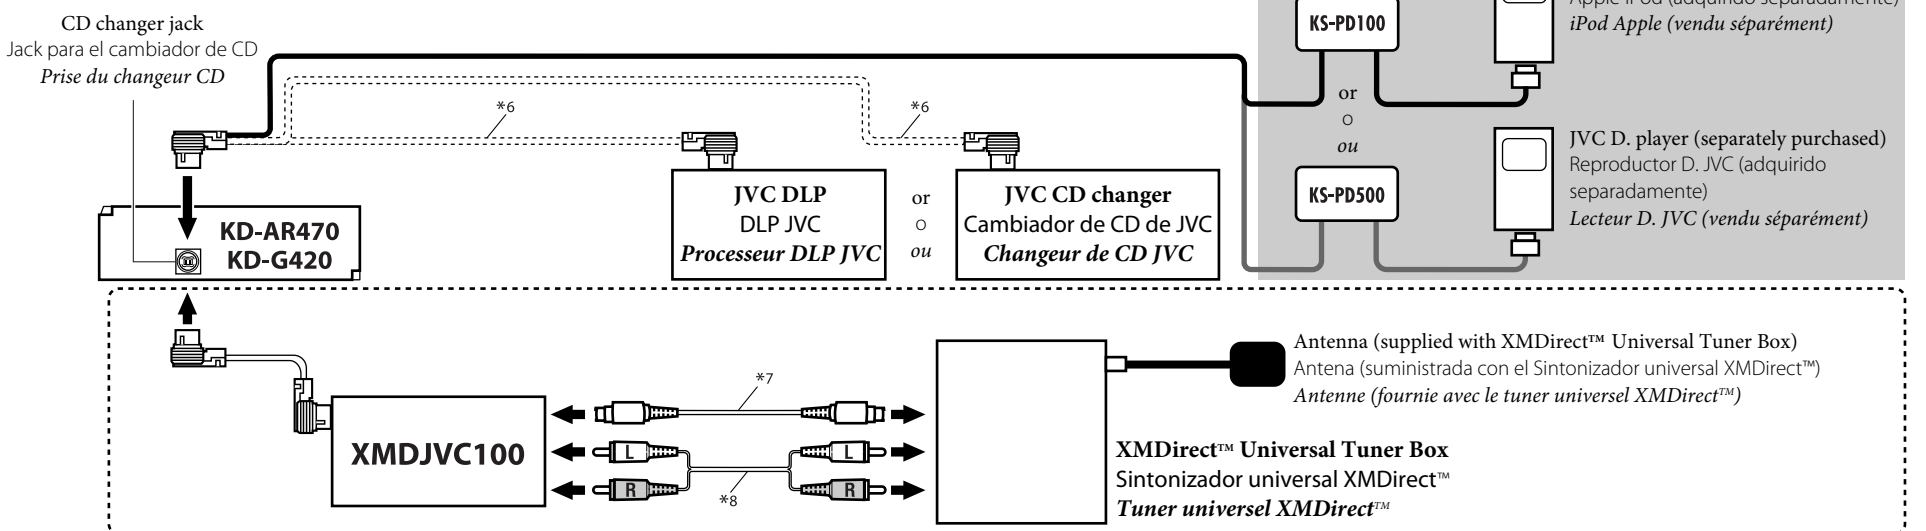 CD changer jack
Jack para el cambiador de CD
Prise du changeur CD
*6
*6
KD-AR470
KD-G420
JVC DLP
DLP JVC
Processeur DLP JVC
or
o
ou
JVC CD changer
Cambiador de CD de JVC
Changeur de CD JVC
KS-PD100
Apple iPod (adquirido separadamente)
iPod Apple (vendu séparément)
or
o
ou
KS-PD500
JVC D. player (separately purchased)
Reproductor D. JVC (adquirido
separadamente)
Lecteur D. JVC (vendu séparément)
XMDJVC100
*7
L
L
R
R
*8
Antenna (supplied with XMDirect™ Universal Tuner Box)
Antena (suministrada con el Sintonizador universal XMDirect™)
Antenne (fournie avec le tuner universel XMDirect™)
XMDirect™ Universal Tuner Box
Sintonizador universal XMDirect™
Tuner universel XMDirect™